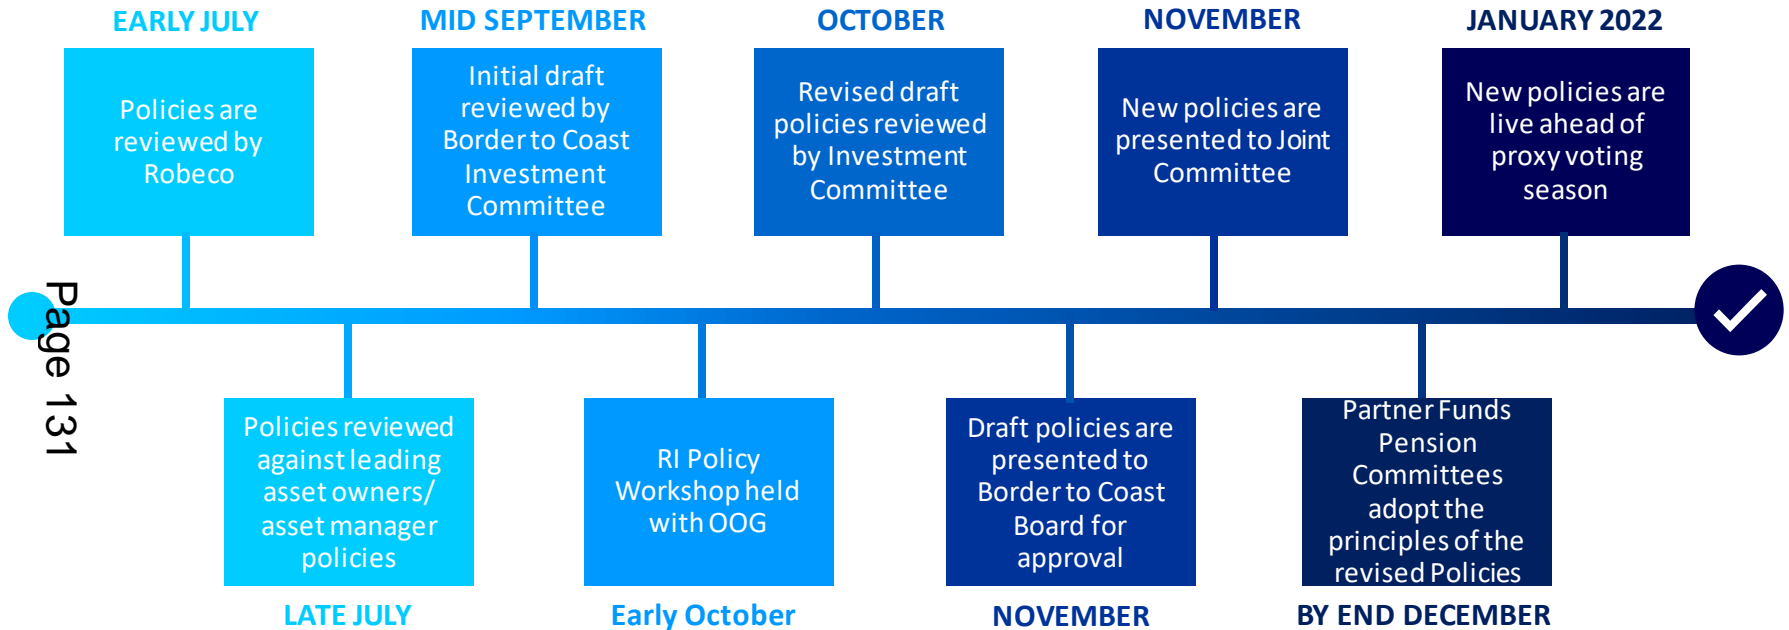 EARLY JULY
Policies are
reviewed by
Robeco
MID SEPTEMBER
Initial draft
reviewed by
Border to Coast
Investment
Committee
OCTOBER
Revised draft
policies reviewed
by Investment
Committee
NOVEMBER
New policies are
presented to Joint
Committee
JANUARY 2022
New policies are
live ahead of
proxy voting
season
Page 131
Policies reviewed
against leading
asset owners/
asset manager
policies
LATE JULY
RI Policy
Workshop held
with OOG
Early October
Draft policies are
presented to
Border to Coast
Board for
approval
NOVEMBER
Partner Funds
Pension
Committees
adopt the
principles of the
revised Policies
BY END DECEMBER